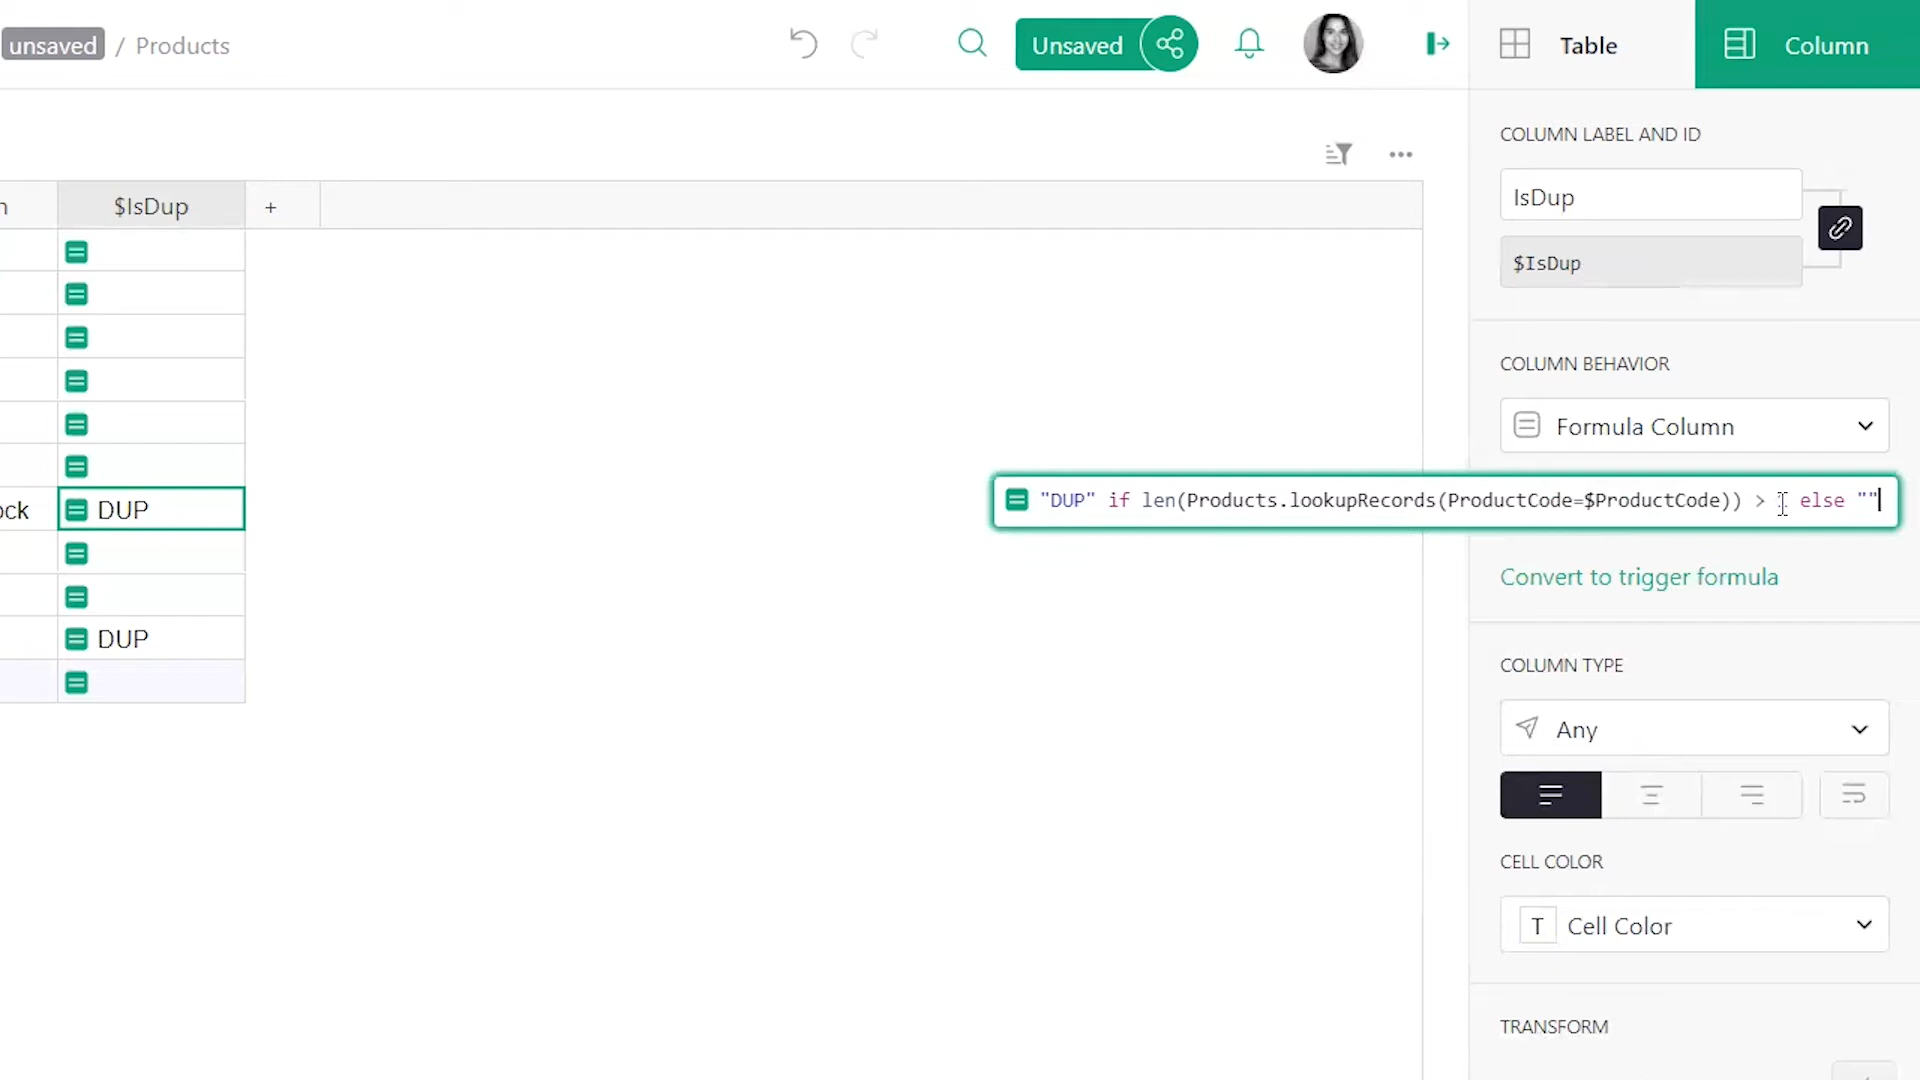 unsaved / Products
Unsaved
Table
Column
COLUMN LABEL AND ID
IsDup
$IsDup
COLUMN BEHAVIOR
Formula Column
"DUP" if len(Products.lookupRecords(ProductCode=$ProductCode)) > else ""
Convert to trigger formula
COLUMN TYPE
Any
CELL COLOR
T Cell Color
TRANSFORM
n
$IsDup
+
ock
DUP
DUP